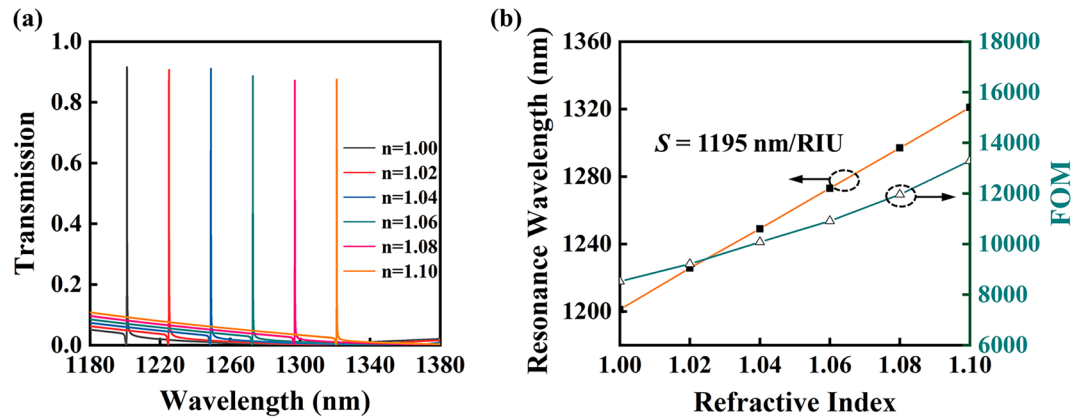 (a)
1.0
0.8
0.6
0.4
0.2
0.0
Transmission
n=1.00
n=1.02
n=1.04
n=1.06
n=1.08
n=1.10
1180 1220 1260 1300 1340 1380
Wavelength (nm)
(b)
1360
1320
1280
1240
1200
Resonance Wavelength (nm)
S = 1195 nm/RIU
18000
16000
14000
12000
10000
8000
6000
FOM
1.00 1.02 1.04 1.06 1.08 1.10
Refractive Index